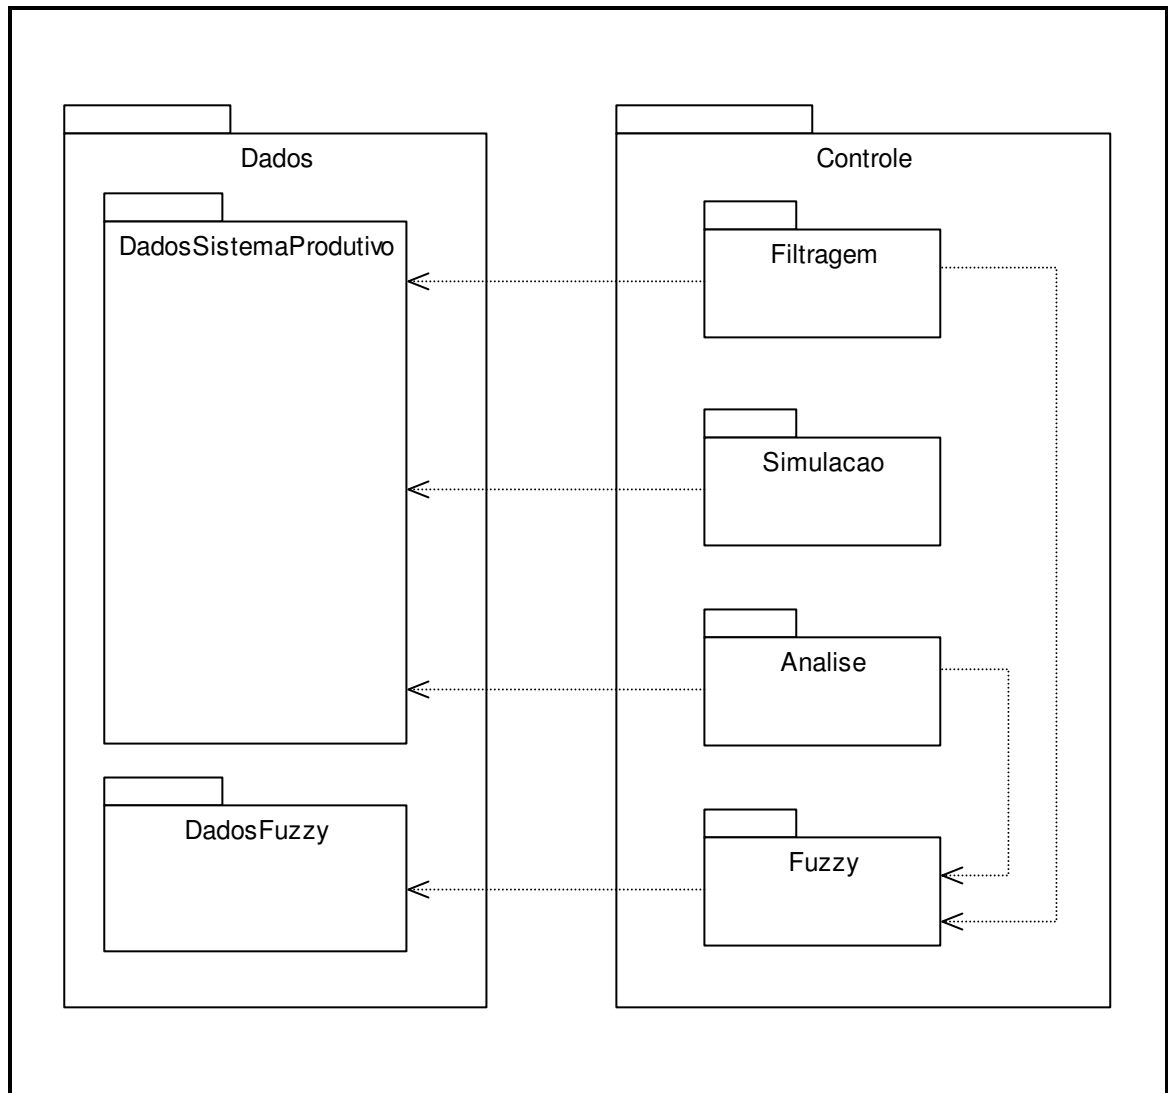 Dados
DadosSistemaProdutivo
DadosFuzzy
Controle
Filtragem
Simulacao
Analise
Fuzzy